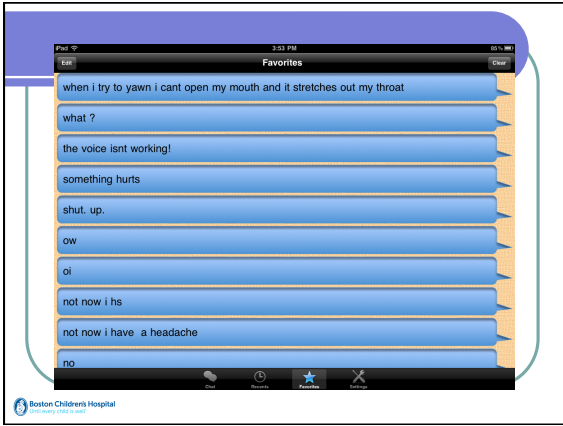 iPad 3:53 PM 85%
Edit Favorites Clear
when i try to yawn i cant open my mouth and it stretches out my throat
what ?
the voice isnt working!
something hurts
shut. up.
ow
oi
not now i hs
not now i have  a headache
no
Chat Recents Favorites Settings
Boston Children's Hospital
Until every child is well